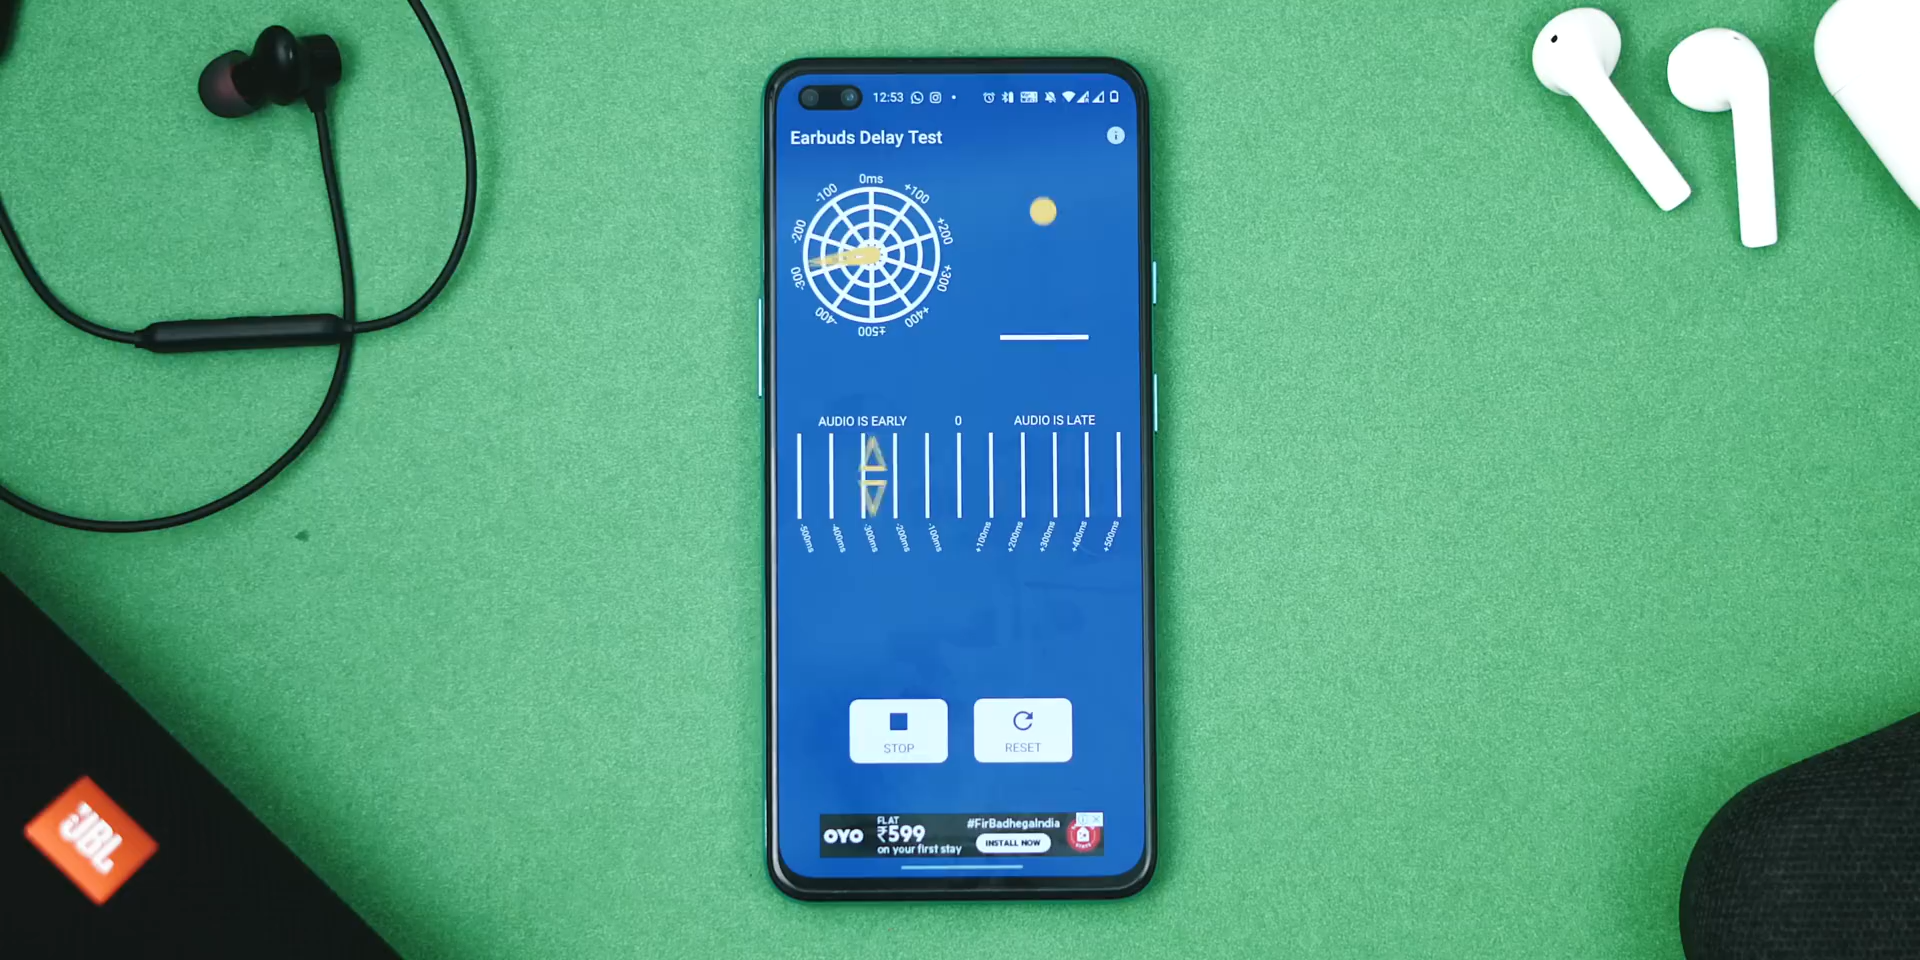 12:53
Earbuds Delay Test
0ms
-100
+100
-200
+200
-300
+300
-400
+400
+500
AUDIO IS EARLY 0 AUDIO IS LATE
-500ms -400ms -300ms -200ms -100ms +100ms +200ms +300ms +400ms +500ms
STOP RESET
OYO
FLAT
₹599
on your first stay
#FirBadhegaIndia
INSTALL NOW
JBL